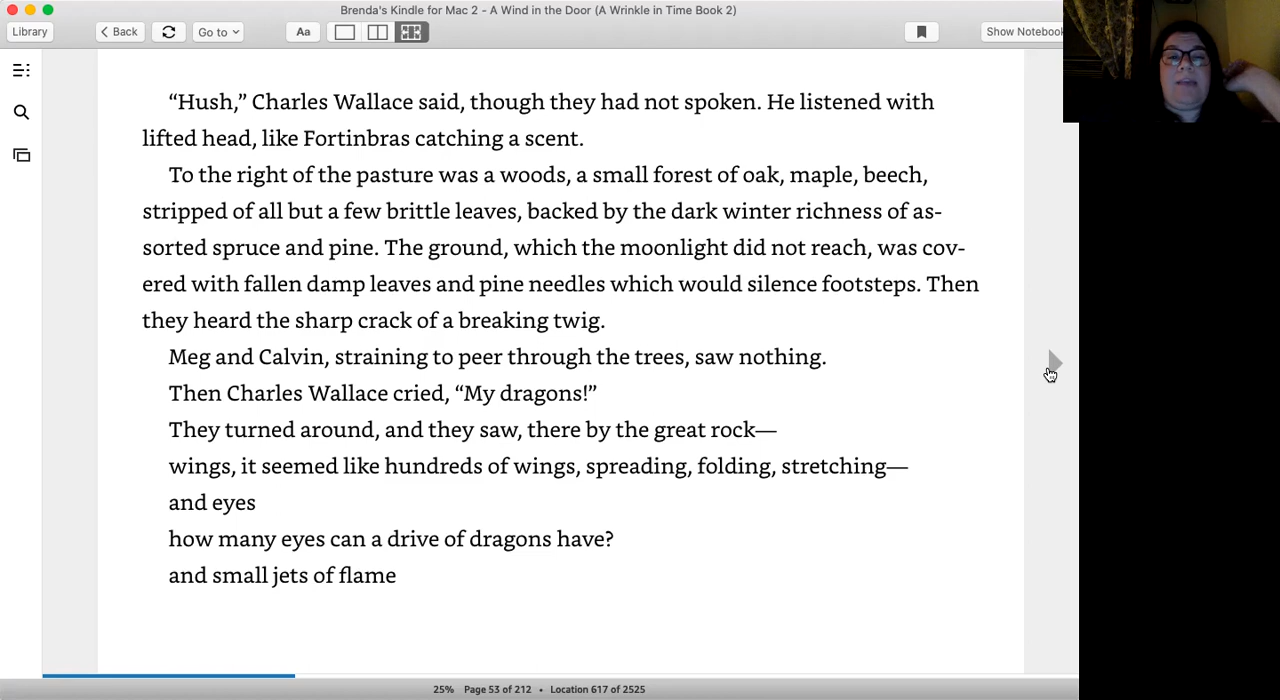 Brenda's Kindle for Mac 2 - A Wind in the Door (A Wrinkle in Time Book 2)
Library
Back
Go to
Aa
Show Notebook
“Hush,” Charles Wallace said, though they had not spoken. He listened with
lifted head, like Fortinbras catching a scent.
To the right of the pasture was a woods, a small forest of oak, maple, beech,
stripped of all but a few brittle leaves, backed by the dark winter richness of as-
sorted spruce and pine. The ground, which the moonlight did not reach, was cov-
ered with fallen damp leaves and pine needles which would silence footsteps. Then
they heard the sharp crack of a breaking twig.
Meg and Calvin, straining to peer through the trees, saw nothing.
Then Charles Wallace cried, “My dragons!”
They turned around, and they saw, there by the great rock—
wings, it seemed like hundreds of wings, spreading, folding, stretching—
and eyes
how many eyes can a drive of dragons have?
and small jets of flame
25% Page 53 of 212 • Location 617 of 2525